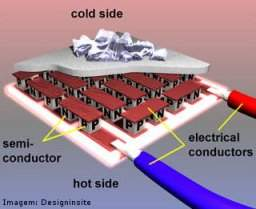 cold side
semi-
conductor
electrical
conductors
hot side
Imagem: Designinsite